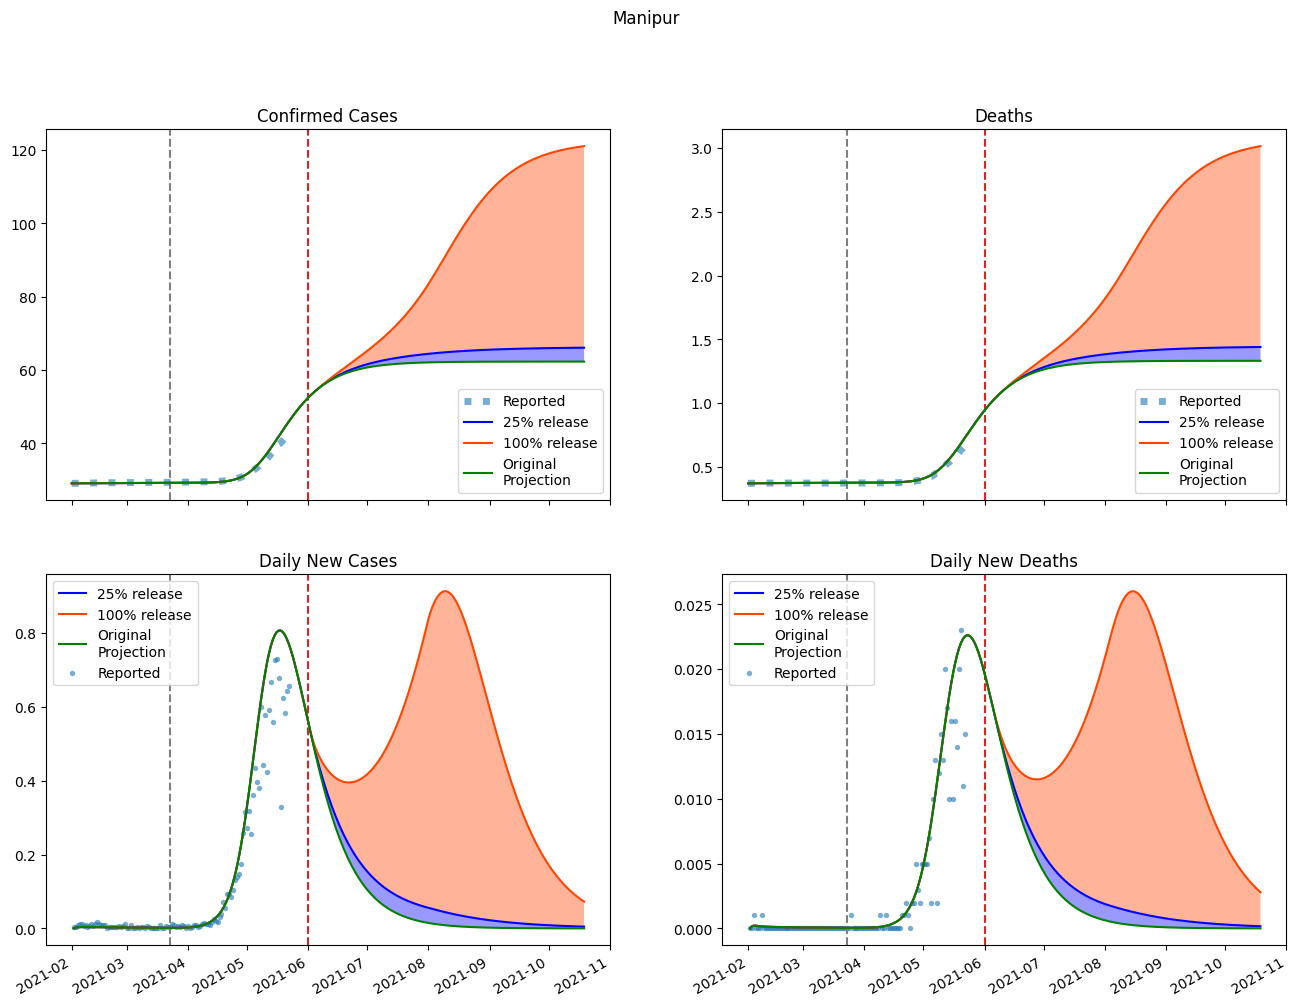 Manipur
Confirmed Cases
120
100
80
60
40
Reported
25% release
100% release
Original
Projection
Deaths
3.0
2.5
2.0
1.5
1.0
0.5
Reported
25% release
100% release
Original
Projection
Daily New Cases
0.8
0.6
0.4
0.2
0.0
25% release
100% release
Original
Projection
Reported
2021-02
2021-03
2021-04
2021-05
2021-06
2021-07
2021-08
2021-09
2021-10
2021-11
Daily New Deaths
0.025
0.020
0.015
0.010
0.005
0.000
25% release
100% release
Original
Projection
Reported
2021-02
2021-03
2021-04
2021-05
2021-06
2021-07
2021-08
2021-09
2021-10
2021-11